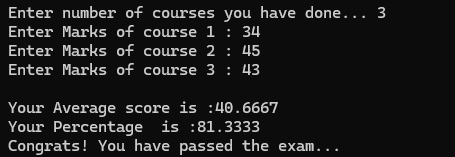 Enter number of courses you have done... 3
Enter Marks of course 1 : 34
Enter Marks of course 2 : 45
Enter Marks of course 3 : 43
Your Average score is :40.6667
Your Percentage  is :81.3333
Congrats! You have passed the exam...